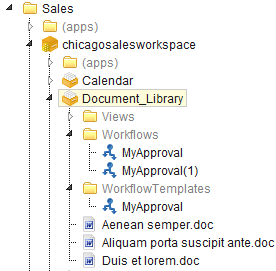 Sales
(apps)
chicagosalesworkspace
(apps)
Calendar
Document_Library
Views
Workflows
MyApproval
MyApproval(1)
WorkflowTemplates
MyApproval
Aenean semper.doc
Aliquam porta suscipit ante.doc
Duis et lorem.doc